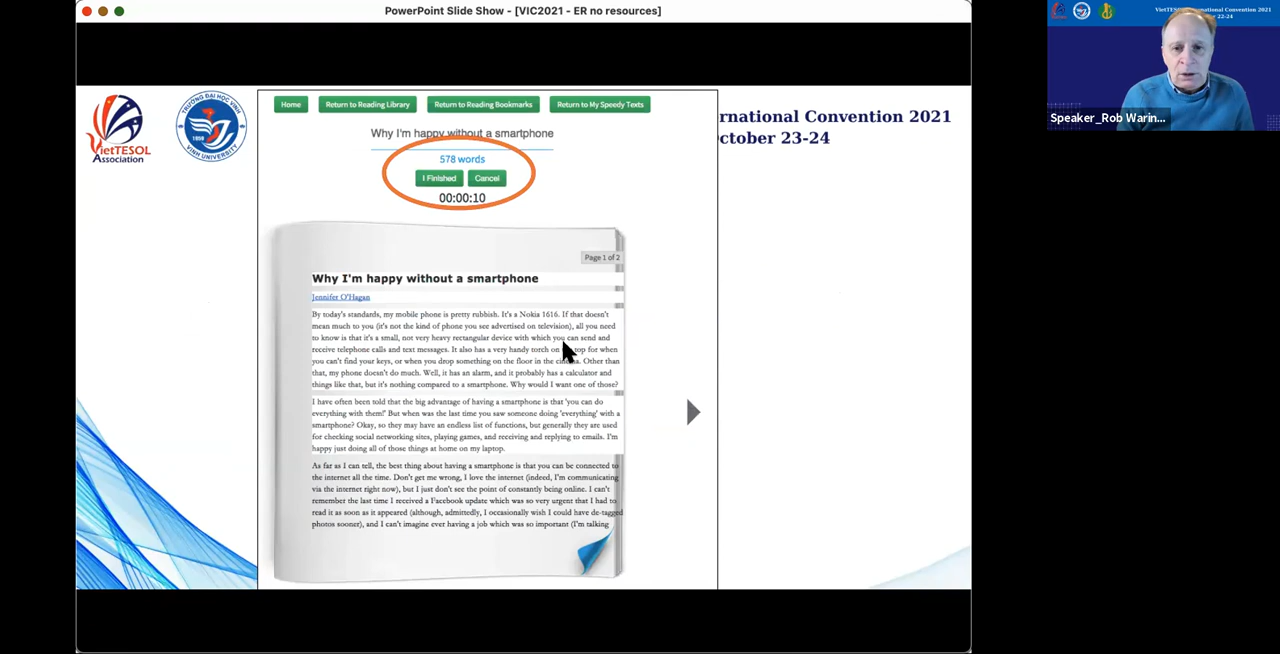 PowerPoint Slide Show - [VIC2021 - ER no resources]
VietTESOL
Association
TRƯỜNG ĐẠI HỌC VINH
1959
VINH UNIVERSITY
rnational Convention 2021
ctober 23-24
Home
Return to Reading Library
Return to Reading Bookmarks
Return to My Speedy Texts
Why I'm happy without a smartphone
578 words
I Finished
Cancel
00:00:10
Page 1 of 2
Why I'm happy without a smartphone
Jennifer O'Hagan
By today's standards, my mobile phone is pretty rubbish. It's a Nokia 1616. If that doesn't
mean much to you (it's not the kind of phone you see advertised on television), all you need
to know is that it's a small, not very heavy rectangular device with which you can send and
receive telephone calls and text messages. It also has a very handy torch on top for when
you can't find your keys, or when you drop something on the floor in the cinema. Other than
that, my phone doesn't do much. Well, it has an alarm, and it probably has a calculator and
things like that, but it's nothing compared to a smartphone. Why would I want one of those?
I have often been told that the big advantage of having a smartphone is that 'you can do
everything with them!' But when was the last time you saw someone doing 'everything' with a
smartphone? Okay, so they may have an endless list of functions, but generally they are used
for checking social networking sites, playing games, and receiving and replying to emails. I'm
happy just doing all of those things at home on my laptop.
As far as I can tell, the best thing about having a smartphone is that you can be connected to
the internet all the time. Don't get me wrong, I love the internet (indeed, I'm communicating
via the internet right now), but I just don't see the point of constantly being online. I can't
remember the last time I received a Facebook update which was so very urgent that I had to
read it as soon as it appeared (although, admittedly, I occasionally wish I could have de-tagged
photos sooner), and I can't imagine ever having a job which was so important (I'm talking
Speaker_Rob Warin...